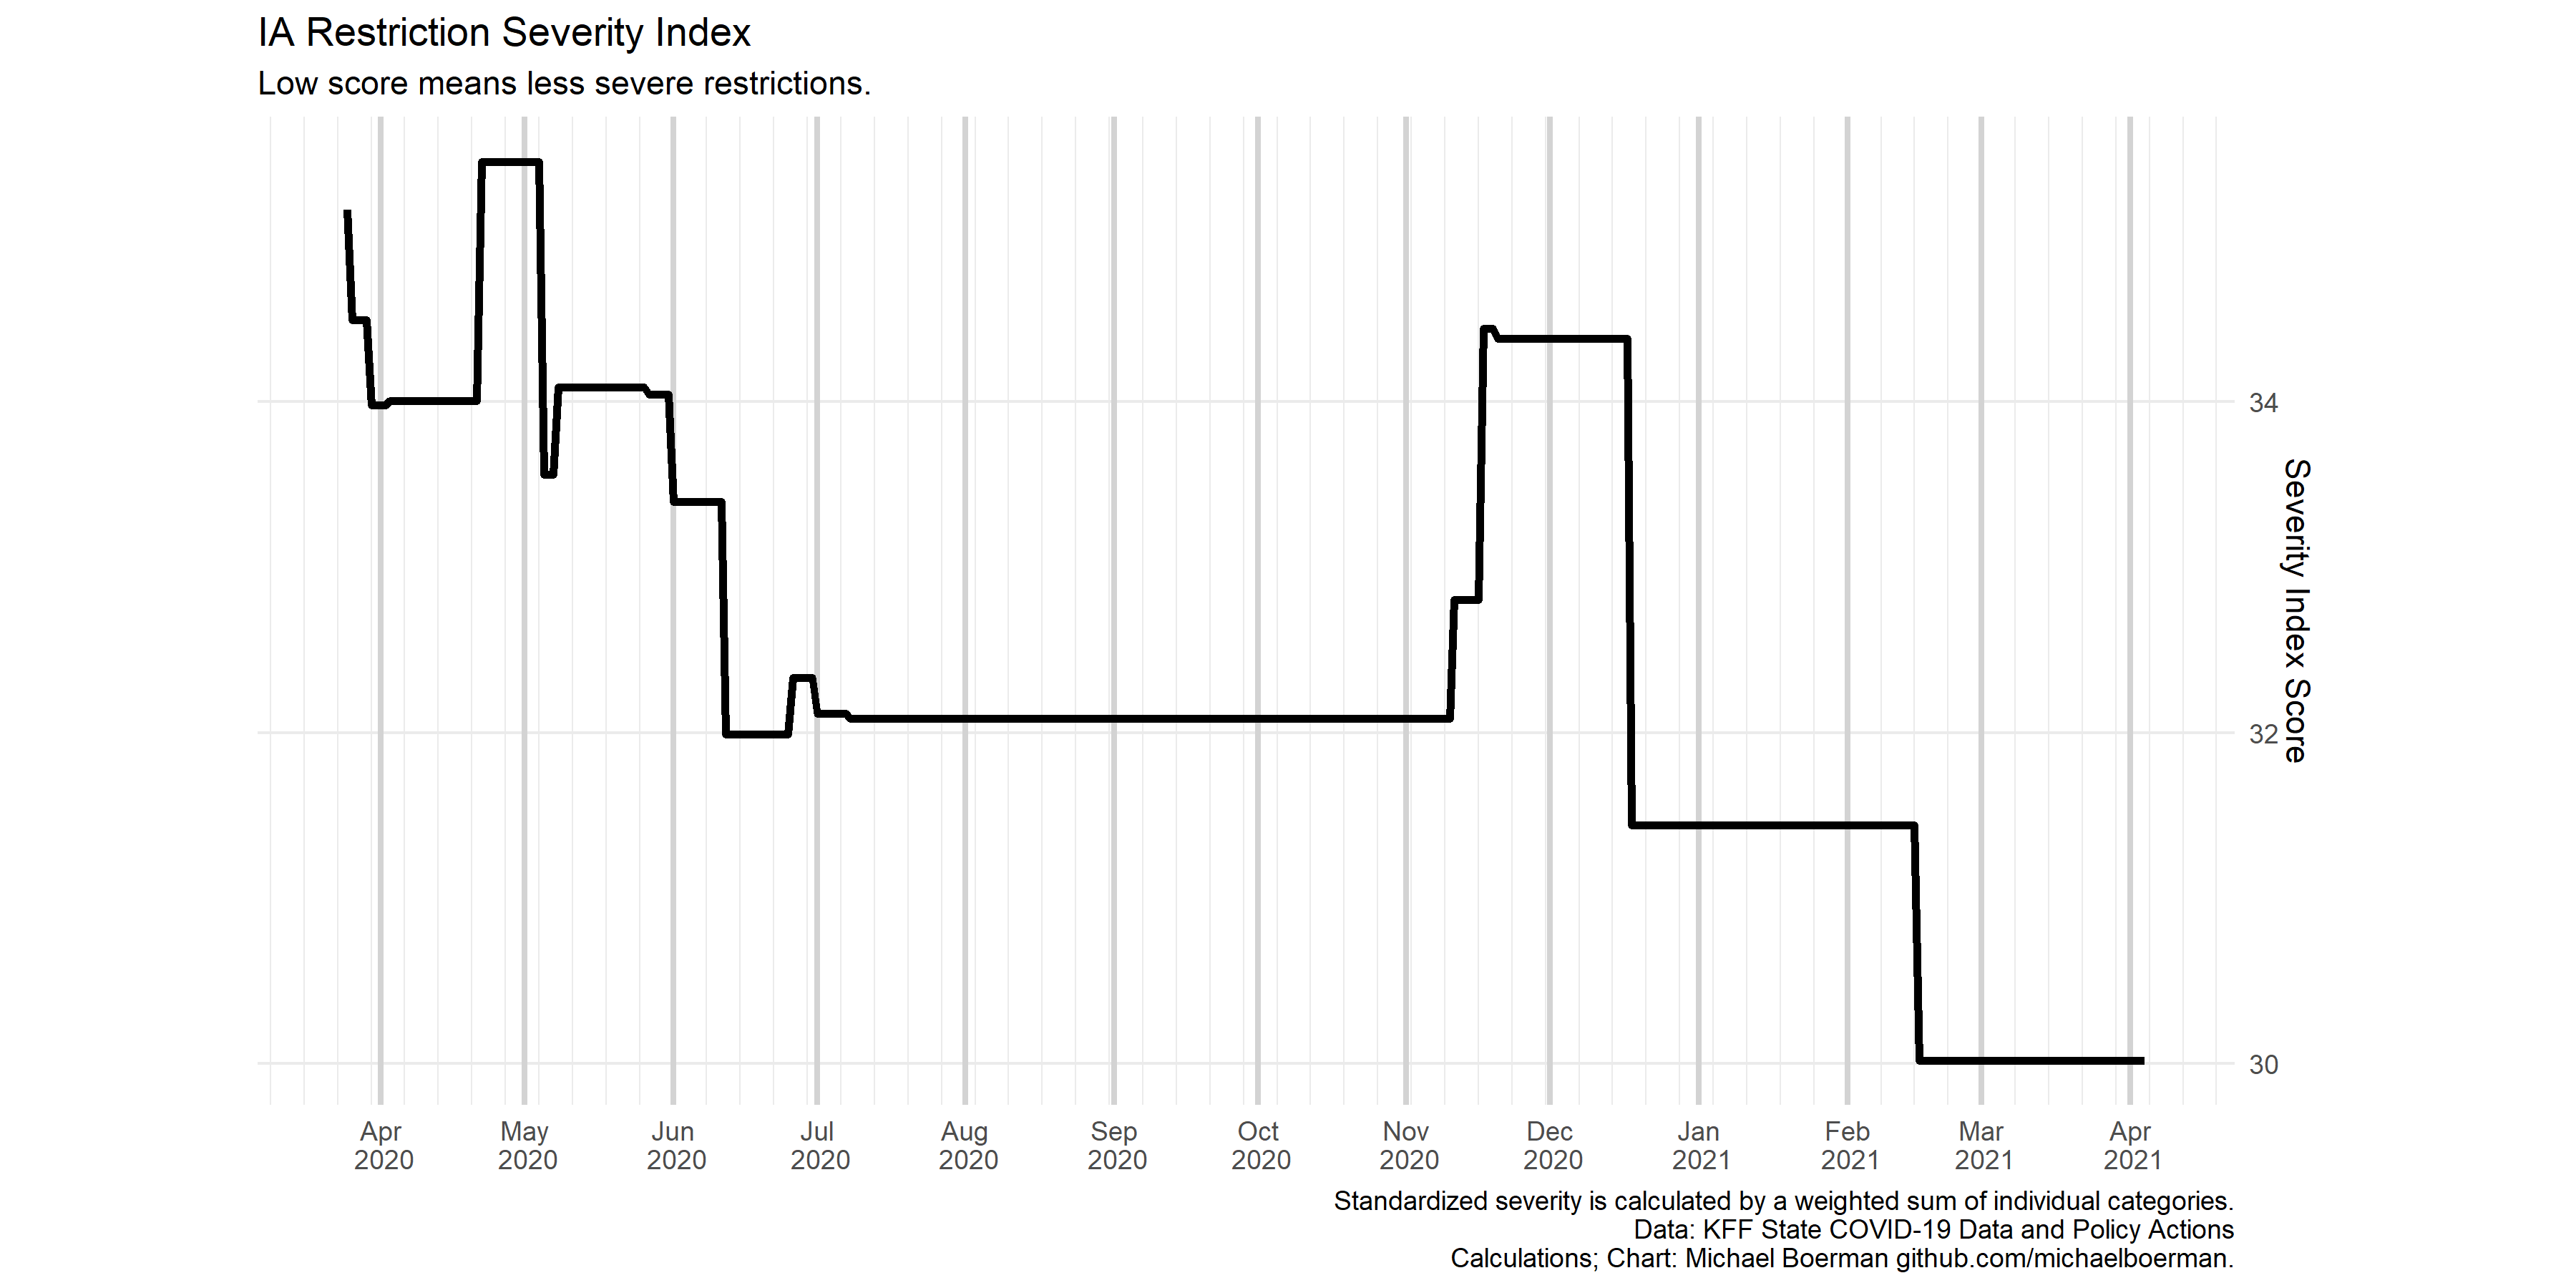 IA Restriction Severity Index
Low score means less severe restrictions.
34
32
30
Severity Index Score
Apr May Jun Jul Aug Sep Oct Nov Dec Jan Feb Mar Apr
2020 2020 2020 2020 2020 2020 2020 2020 2020 2021 2021 2021 2021
Standardized severity is calculated by a weighted sum of individual categories.
Data: KFF State COVID-19 Data and Policy Actions
Calculations; Chart: Michael Boerman github.com/michaelboerman.